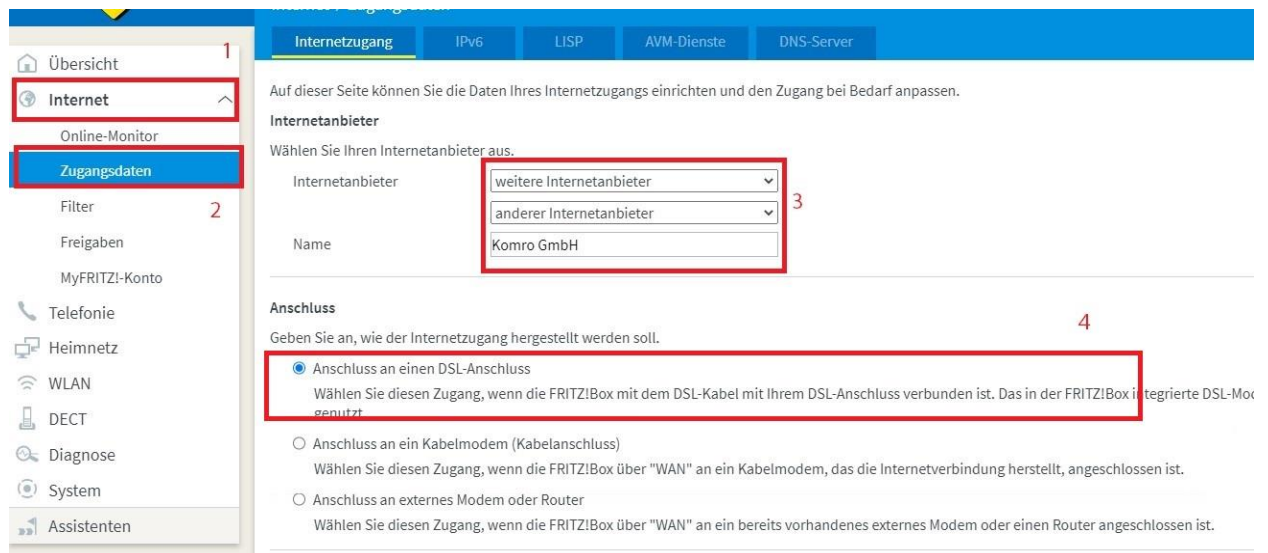 Internetzugang
IPv6
LISP
AVM-Dienste
DNS-Server
1
Übersicht
Internet
Online-Monitor
Zugangsdaten
Filter
2
Freigaben
MyFRITZ!-Konto
Telefonie
Heimnetz
WLAN
DECT
Diagnose
System
Assistenten
Auf dieser Seite können Sie die Daten Ihres Internetzugangs einrichten und den Zugang bei Bedarf anpassen.
Internetanbieter
Wählen Sie Ihren Internetanbieter aus.
Internetanbieter
weitere Internetanbieter
3
anderer Internetanbieter
Name
Komro GmbH
Anschluss
4
Geben Sie an, wie der Internetzugang hergestellt werden soll.
Anschluss an einen DSL-Anschluss
Wählen Sie diesen Zugang, wenn die FRITZ!Box mit dem DSL-Kabel mit Ihrem DSL-Anschluss verbunden ist. Das in der FRITZ!Box integrierte DSL-Mod
genutzt
Anschluss an ein Kabelmodem (Kabelanschluss)
Wählen Sie diesen Zugang, wenn die FRITZ!Box über "WAN" an ein Kabelmodem, das die Internetverbindung herstellt, angeschlossen ist.
Anschluss an externes Modem oder Router
Wählen Sie diesen Zugang, wenn die FRITZ!Box über "WAN" an ein bereits vorhandenes externes Modem oder einen Router angeschlossen ist.